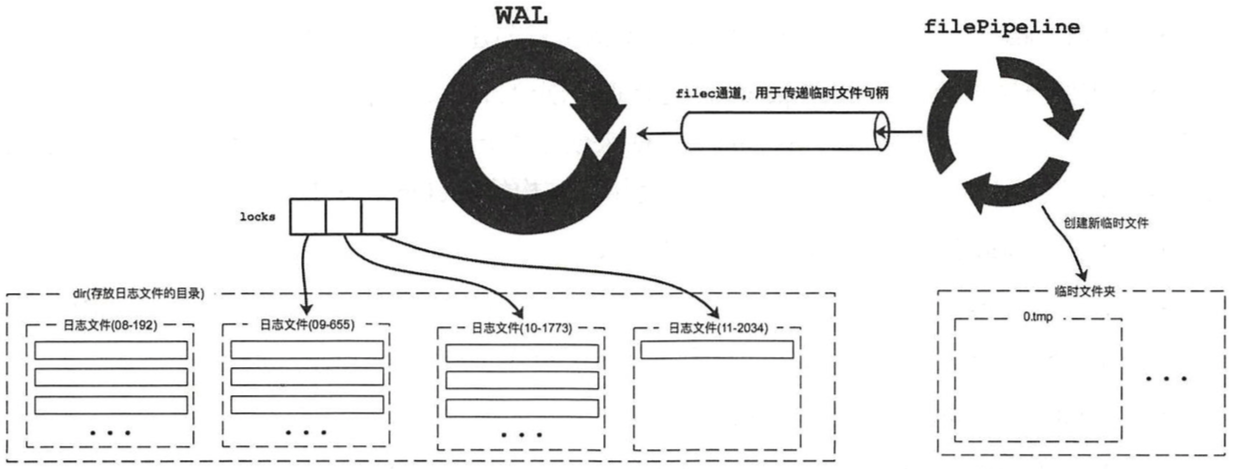 WAL
filePipeline
filec通道，用于传递临时文件句柄
locks
创建新临时文件
dir(存放日志文件的目录)
临时文件夹
日志文件(08-192)
日志文件(09-655)
日志文件(10-1773)
日志文件(11-2034)
0.tmp
• • •
• • •
• • •
• • •